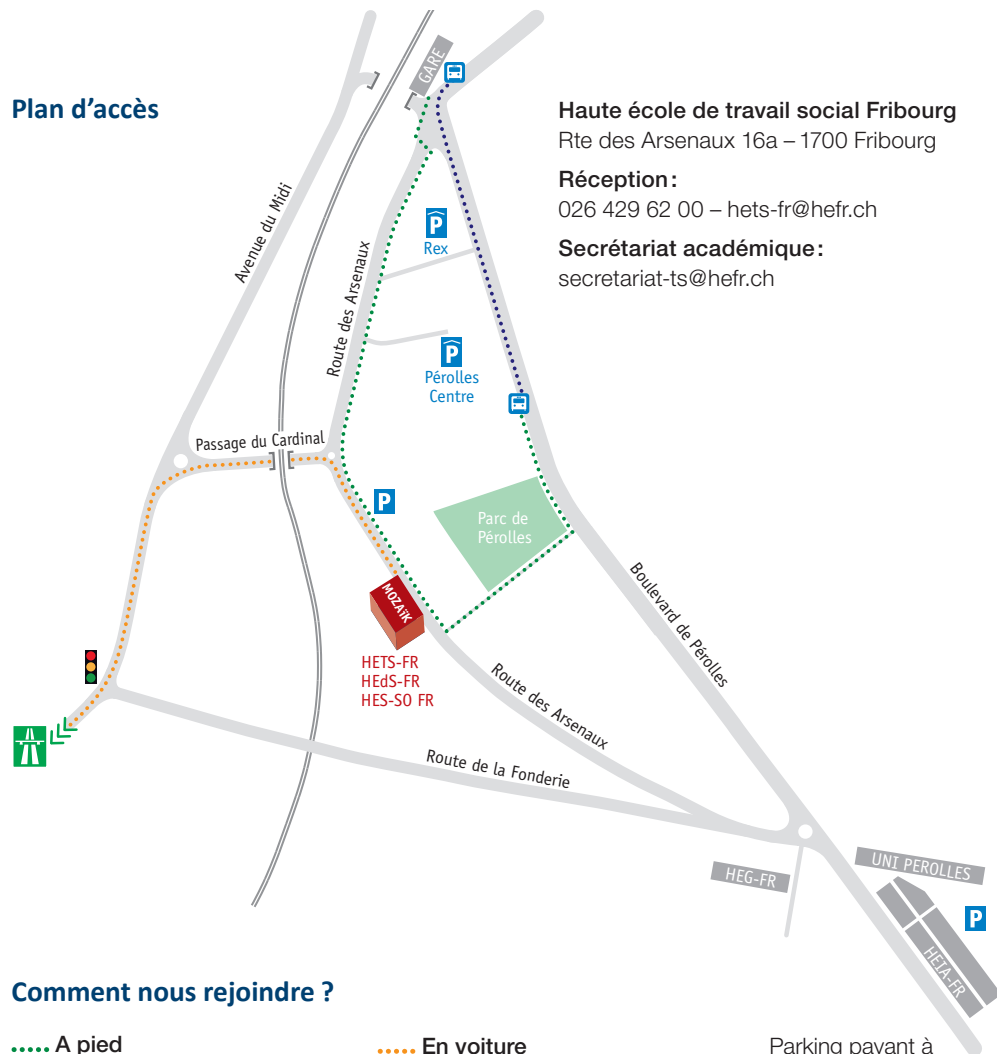 Plan d'accès
GARE
Haute école de travail social Fribourg
Rte des Arsenaux 16a – 1700 Fribourg
Réception :
026 429 62 00 – hets-fr@hefr.ch
Secrétariat académique :
secretariat-ts@hefr.ch
Avenue du Midi
P
Rex
Route des Arsenaux
P
Pérolles
Centre
Passage du Cardinal
P
Parc de
Pérolles
MOZAÏK
HETS-FR
HEdS-FR
HES-SO FR
Boulevard de Pérolles
Route des Arsenaux
Route de la Fonderie
HEG-FR
UNI PEROLLES
P
HEIA-FR
Comment nous rejoindre ?
A pied
En voiture
Parking payant à